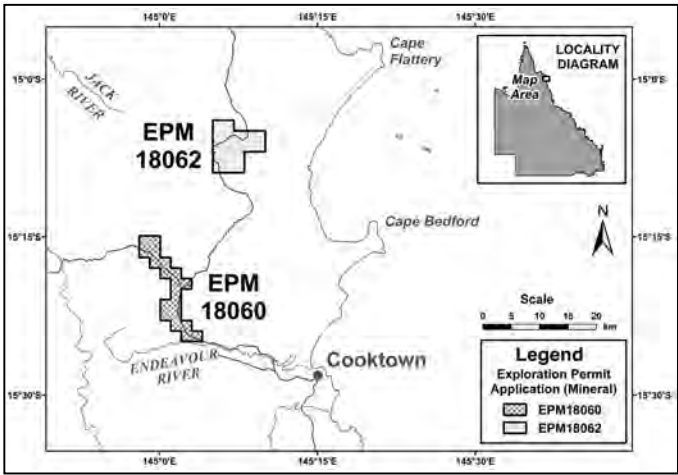 145°0'E
145°15'E
145°30'E
Cape
Flattery
LOCALITY
DIAGRAM
Map
Area
15°0'S
15°0'S
JACK
RIVER
EPM
18062
Cape Bedford
15°15'S
15°15'S
N
EPM
18060
Scale
0 5 10 15 20
km
Cooktown
ENDEAVOUR
RIVER
Legend
Exploration Permit
Application (Mineral)
EPM18060
EPM18062
15°30'S
15°30'S
145°0'E
145°15'E
145°30'E